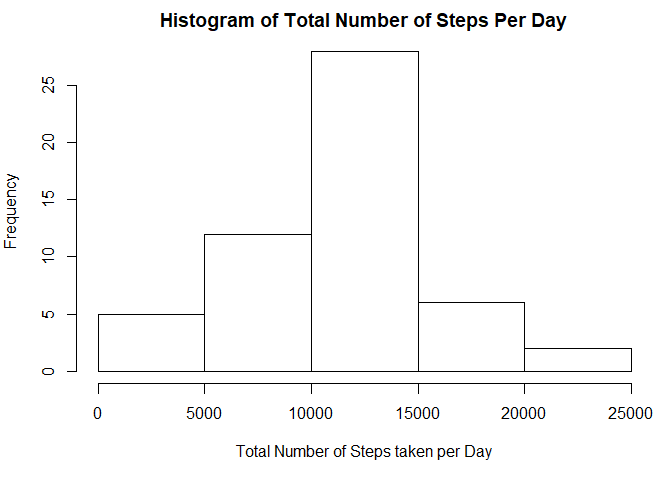 Histogram of Total Number of Steps Per Day
Frequency
25
20
15
10
5
0
0 5000 10000 15000 20000 25000
Total Number of Steps taken per Day